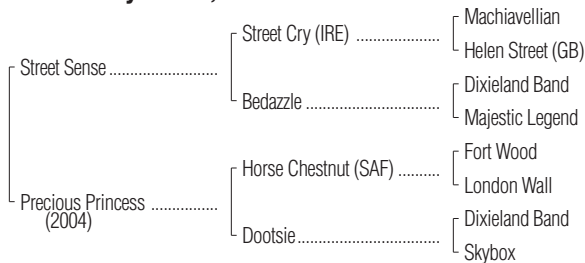 Machiavellian
Street Cry (IRE) ..................
Helen Street (GB)
Street Sense .......................
Dixieland Band
Bedazzle .............................
Majestic Legend
Fort Wood
Horse Chestnut (SAF) .........
London Wall
Precious Princess ..............
(2004)
Dixieland Band
Dootsie ..............................
Skybox